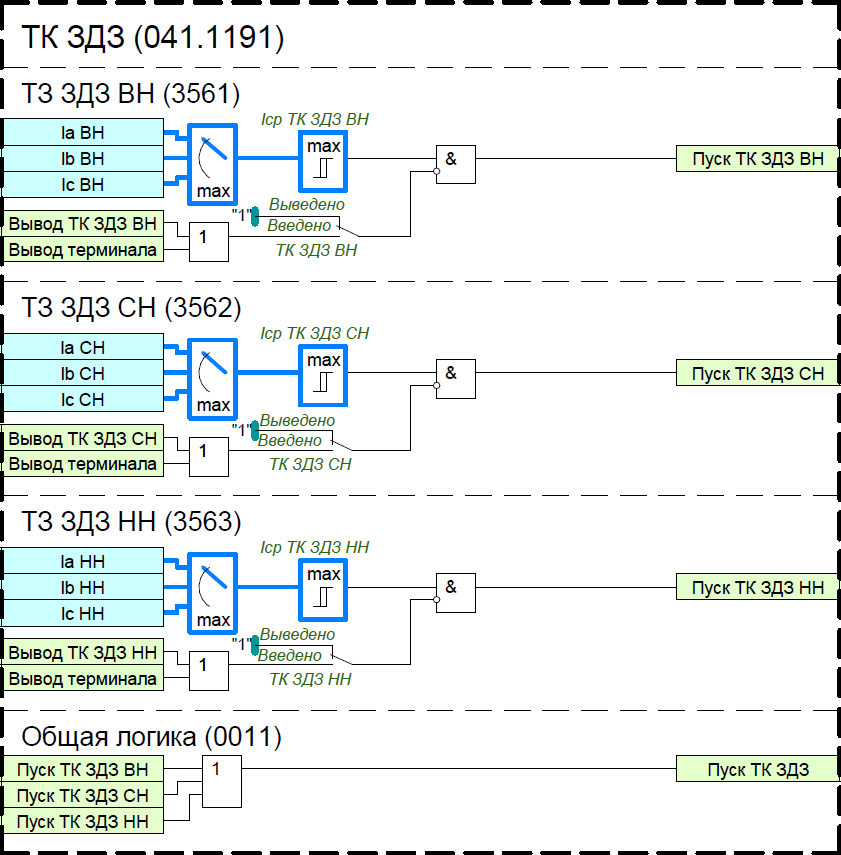 ТК ЗДЗ (041.1191)
ТЗ ЗДЗ ВН (3561)
Iср ТК ЗДЗ ВН
Ia ВН
Ib ВН
Ic ВН
max
max
&
Пуск ТК ЗДЗ ВН
Вывод ТК ЗДЗ ВН
Вывод терминала
1
"1"
Выведено
Введено
ТК ЗДЗ ВН
ТЗ ЗДЗ СН (3562)
Iср ТК ЗДЗ СН
Ia СН
Ib СН
Ic СН
max
max
&
Пуск ТК ЗДЗ СН
Вывод ТК ЗДЗ СН
Вывод терминала
1
"1"
Выведено
Введено
ТК ЗДЗ СН
ТЗ ЗДЗ НН (3563)
Iср ТК ЗДЗ НН
Ia НН
Ib НН
Ic НН
max
max
&
Пуск ТК ЗДЗ НН
Вывод ТК ЗДЗ НН
Вывод терминала
1
"1"
Выведено
Введено
ТК ЗДЗ НН
Общая логика (0011)
Пуск ТК ЗДЗ ВН
Пуск ТК ЗДЗ СН
Пуск ТК ЗДЗ НН
1
Пуск ТК ЗДЗ